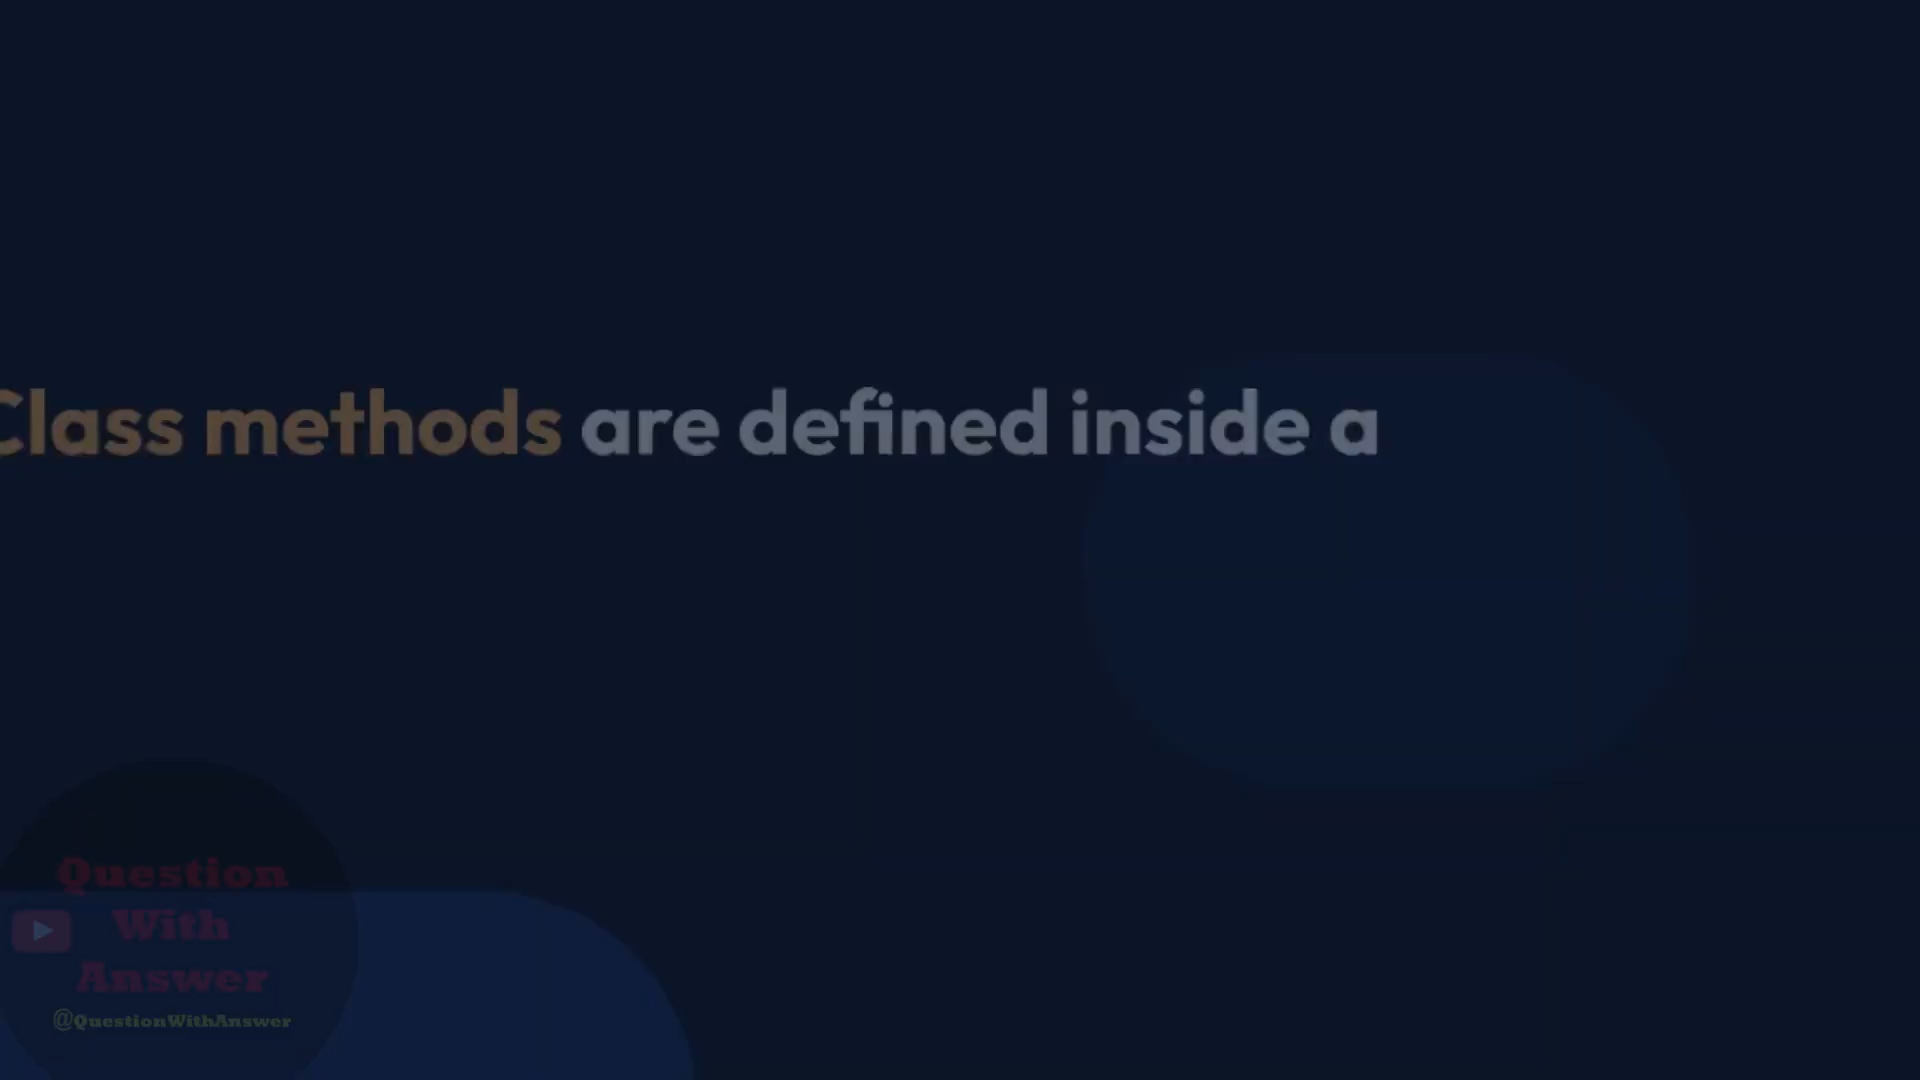 Class methods are defined inside a
Question
With
Answer
@QuestionWithAnswer